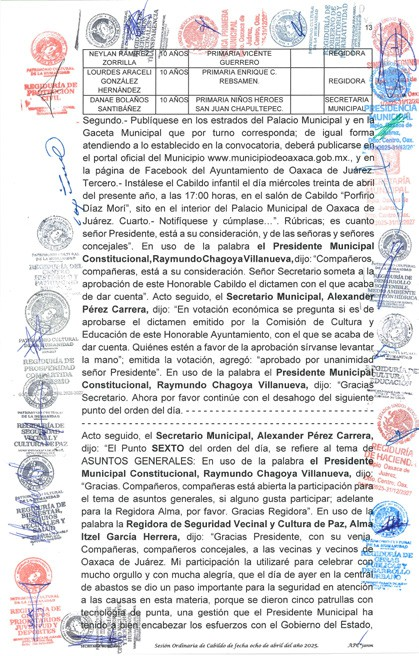 13
NEYLAN RAMÍREZ ZORRILLA 10 AÑOS PRIMARIA VICENTE GUERRERO REGIDORA
LOURDES ARACELI GONZÁLEZ HERNÁNDEZ 10 AÑOS PRIMARIA ENRIQUE C. REBSAMEN. REGIDORA
DANAE BOLAÑOS SANTIBÁÑEZ 10 AÑOS PRIMARIA NIÑOS HÉROES SAN JUAN CHAPULTEPEC. SECRETARIA MUNICIPAL
Segundo.- Publíquese en los estrados del Palacio Municipal y en la
Gaceta Municipal que por turno corresponda; de igual forma
atendiendo a lo establecido en la convocatoria, deberá publicarse en
el portal oficial del Municipio www.municipiodeoaxaca.gob.mx., y en
la página de Facebook del Ayuntamiento de Oaxaca de Juárez.
Tercero.- Instálese el Cabildo infantil el día miércoles treinta de abril
del presente año, a las 17:00 horas, en el salón de Cabildo “Porfirio
Díaz Mori”, sito en el interior del Palacio Municipal de Oaxaca de
Juárez. Cuarto.- Notifíquese y cúmplase...”. Rúbricas; es cuanto
señor Presidente, está a su consideración, y de las señoras y señores
concejales”. En uso de la palabra el Presidente Municipal
Constitucional, Raymundo Chagoya Villanueva, dijo: “Compañeros,
compañeras, está a su consideración. Señor Secretario someta a la
aprobación de este Honorable Cabildo el dictamen con el que acaba
de dar cuenta”. Acto seguido, el Secretario Municipal, Alexander
Pérez Carrera, dijo: “En votación económica se pregunta si es de
aprobarse el dictamen emitido por la Comisión de Cultura y
Educación de este Honorable Ayuntamiento, con el que se acaba de
dar cuenta. Quiénes estén a favor de la aprobación sírvanse levantar
la mano”; emitida la votación, agregó: “aprobado por unanimidad
señor Presidente”. En uso de la palabra el Presidente Municipal
Constitucional, Raymundo Chagoya Villanueva, dijo: “Gracias
Secretario. Ahora por favor continúe con el desahogo del siguiente
punto del orden del día.
Acto seguido, el Secretario Municipal, Alexander Pérez Carrera,
dijo: “El Punto SEXTO del orden del día, se refiere al tema de
ASUNTOS GENERALES: En uso de la palabra el Presidente
Municipal Constitucional, Raymundo Chagoya Villanueva, dijo:
“Gracias. Compañeros, compañeras está abierta la participación para
el tema de asuntos generales, si alguno gusta participar; adelante
para la Regidora Alma, por favor. Gracias Regidora”. En uso de la
palabra la Regidora de Seguridad Vecinal y Cultura de Paz, Alma
Itzel García Herrera, dijo: “Gracias Presidente, con su venia.
Compañeras, compañeros concejales, a las vecinas y vecinos de
Oaxaca de Juárez. Mi participación la utilizaré para celebrar con
mucho orgullo y con mucha alegría, que el día de ayer en la central
de abastos se dio un paso importante para la seguridad en atención
a las causas en esta materia, porque se dieron cinco patrullas con
tecnología de punta, una gestión que el Presidente Municipal ha
tenido a bien encabezar los esfuerzos con el Gobierno del Estado,
Sesión Ordinaria de Cabildo de fecha ocho de abril del año 2025.